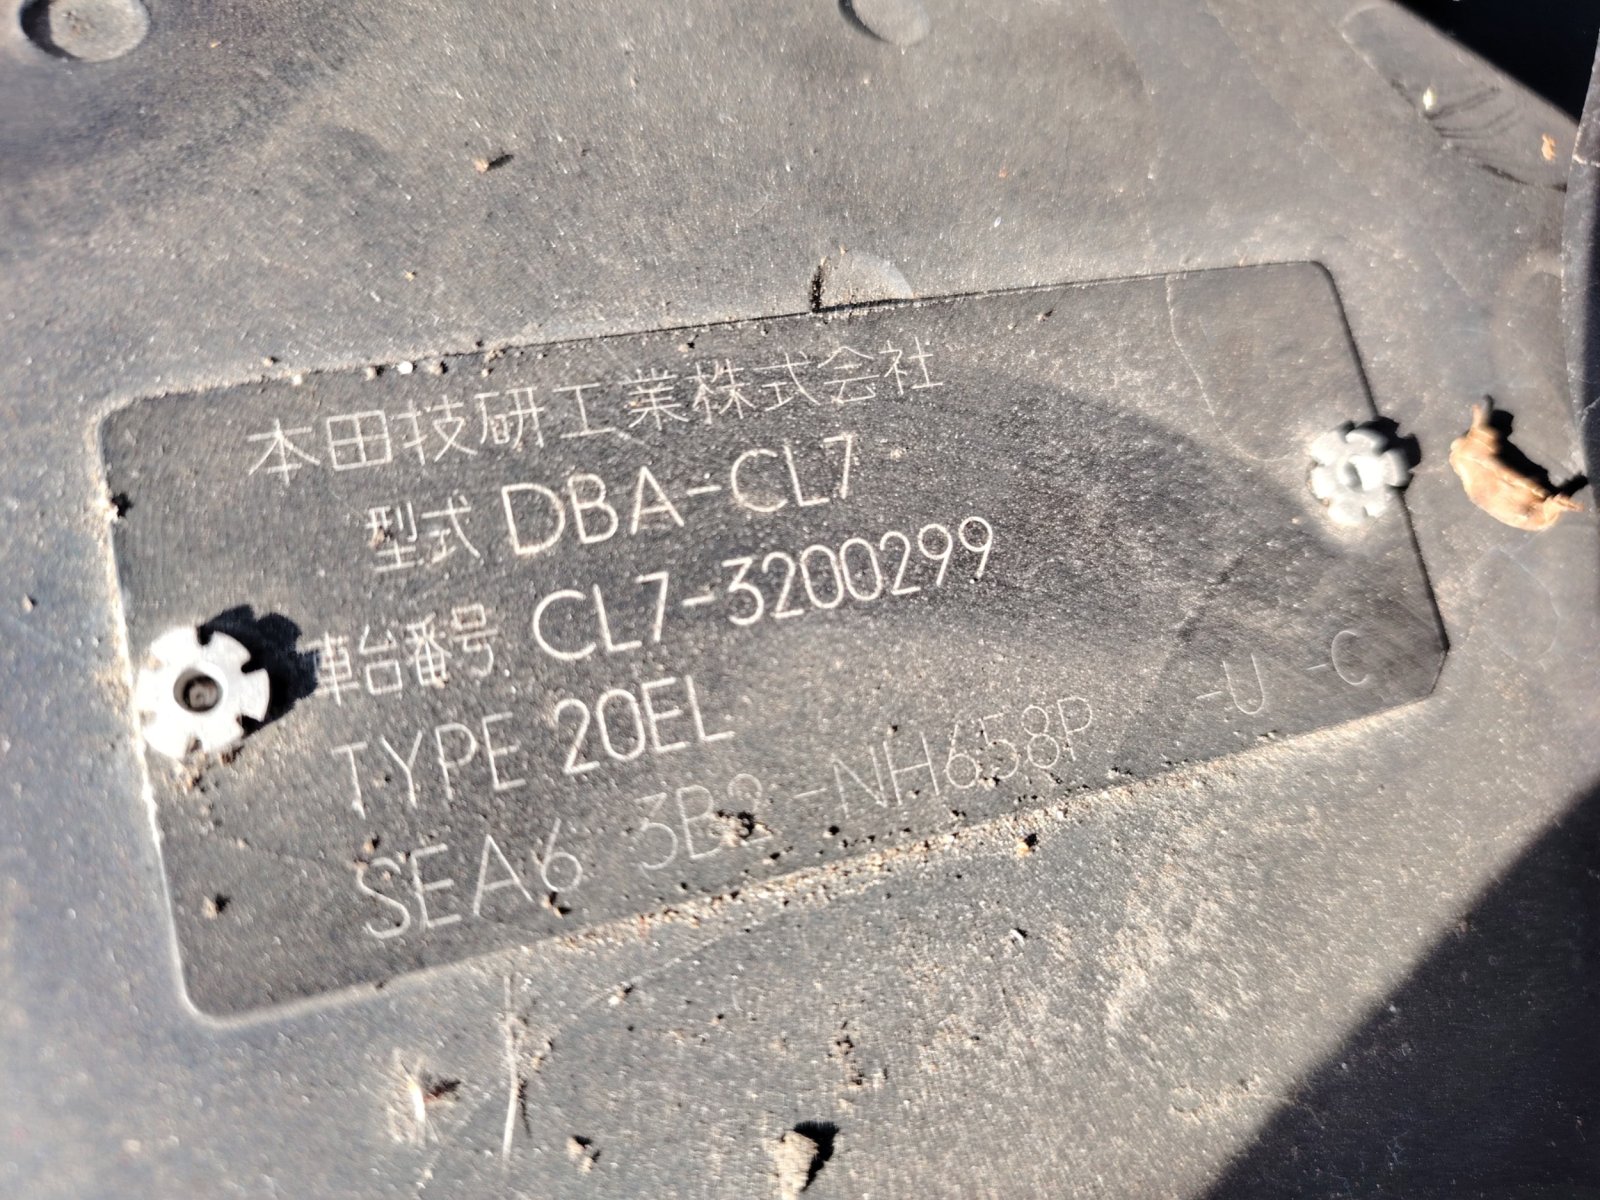 本田技研工業株式会社
型式 DBA-CL7
車台番号 CL7-3200299
TYPE 20EL
SEA6 3B2-NH658P -U -C